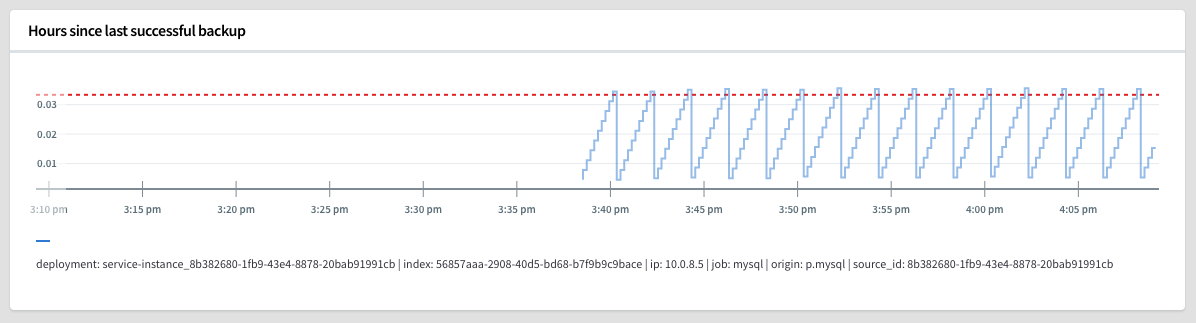 Hours since last successful backup
0.03
0.02
0.01
3:10 pm 3:15 pm 3:20 pm 3:25 pm 3:30 pm 3:35 pm 3:40 pm 3:45 pm 3:50 pm 3:55 pm 4:00 pm 4:05 pm
deployment: service-instance_8b382680-1fb9-43e4-8878-20bab91991cb | index: 56857aaa-2908-40d5-bd68-b7f9b9c9bace | ip: 10.0.8.5 | job: mysql | origin: p.mysql | source_id: 8b382680-1fb9-43e4-8878-20bab91991cb